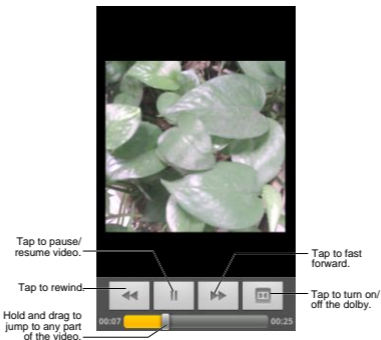 Tap to pause/
resume video.
Tap to fast
forward.
Tap to rewind.
Tap to turn on/
off the dolby.
Hold and drag to
jump to any part
of the video.
00:07
00:25